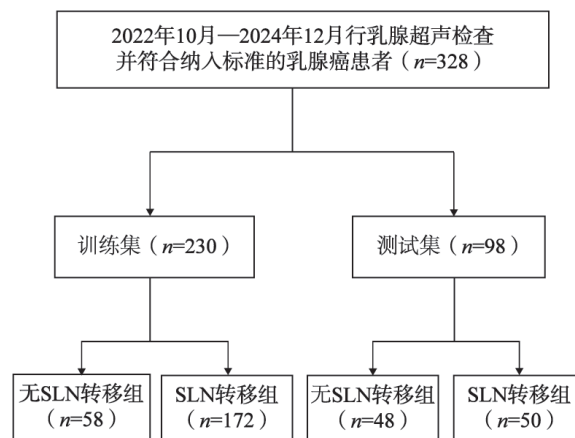 2022年10月—2024年12月行乳腺超声检查
并符合纳入标准的乳腺癌患者（n=328）
训练集（n=230）
测试集（n=98）
无SLN转移组
（n=58）
SLN转移组
（n=172）
无SLN转移组
（n=48）
SLN转移组
（n=50）